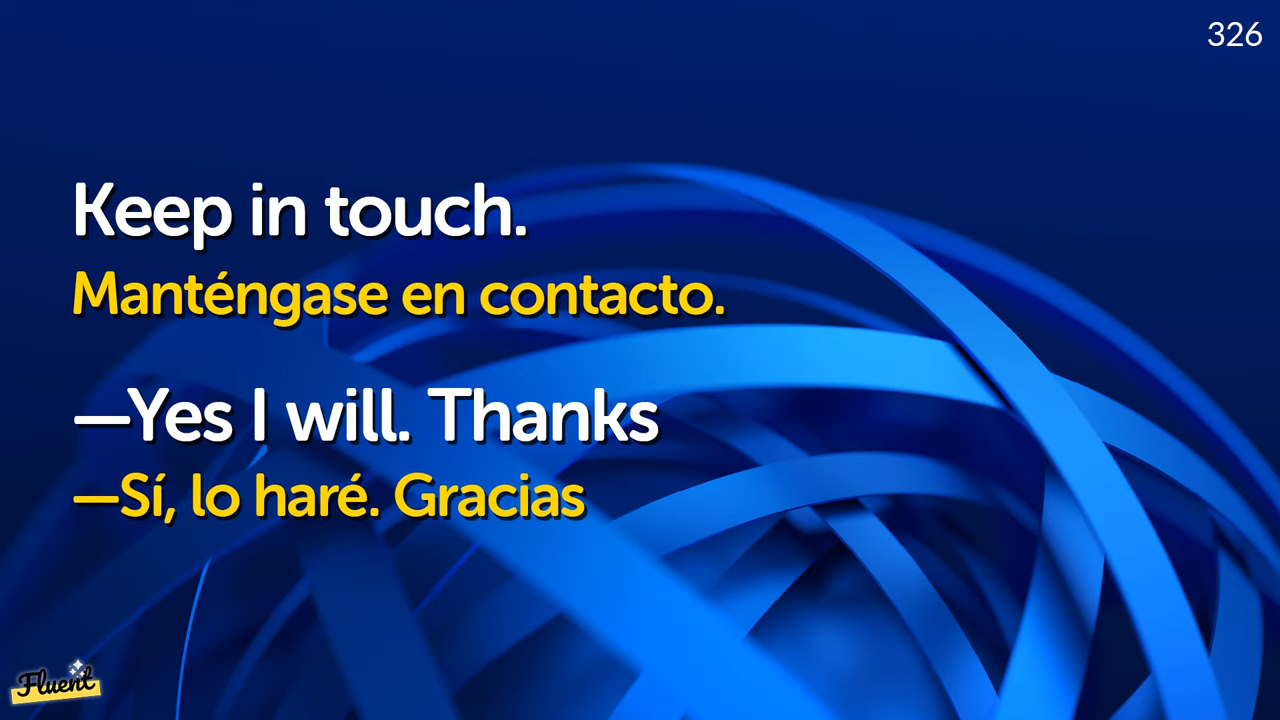 326
Keep in touch.
Manténgase en contacto.
—Yes I will. Thanks
—Sí, lo haré. Gracias
Fluent